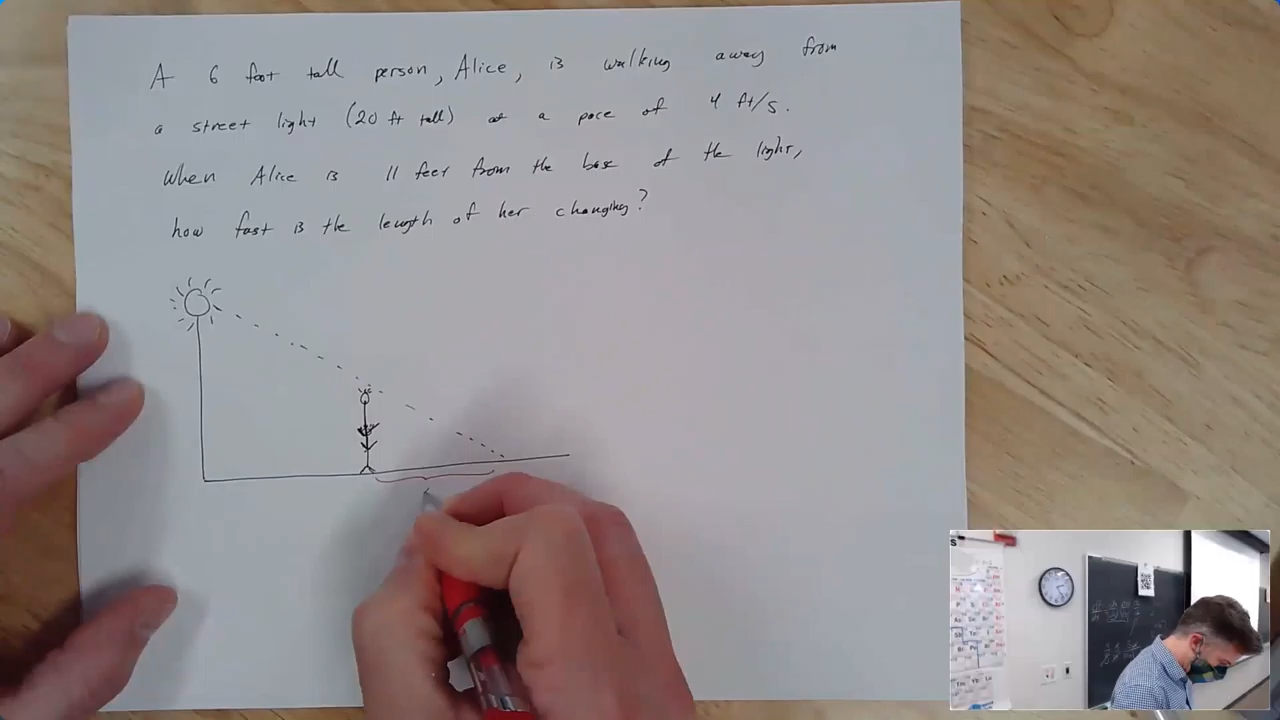 A 6 foot tall person, Alice, is walking away from
a street light (20 ft tall) at a pace of 4 ft/s.
When Alice is 11 feet from the base of the light,
how fast is the length of her changing?